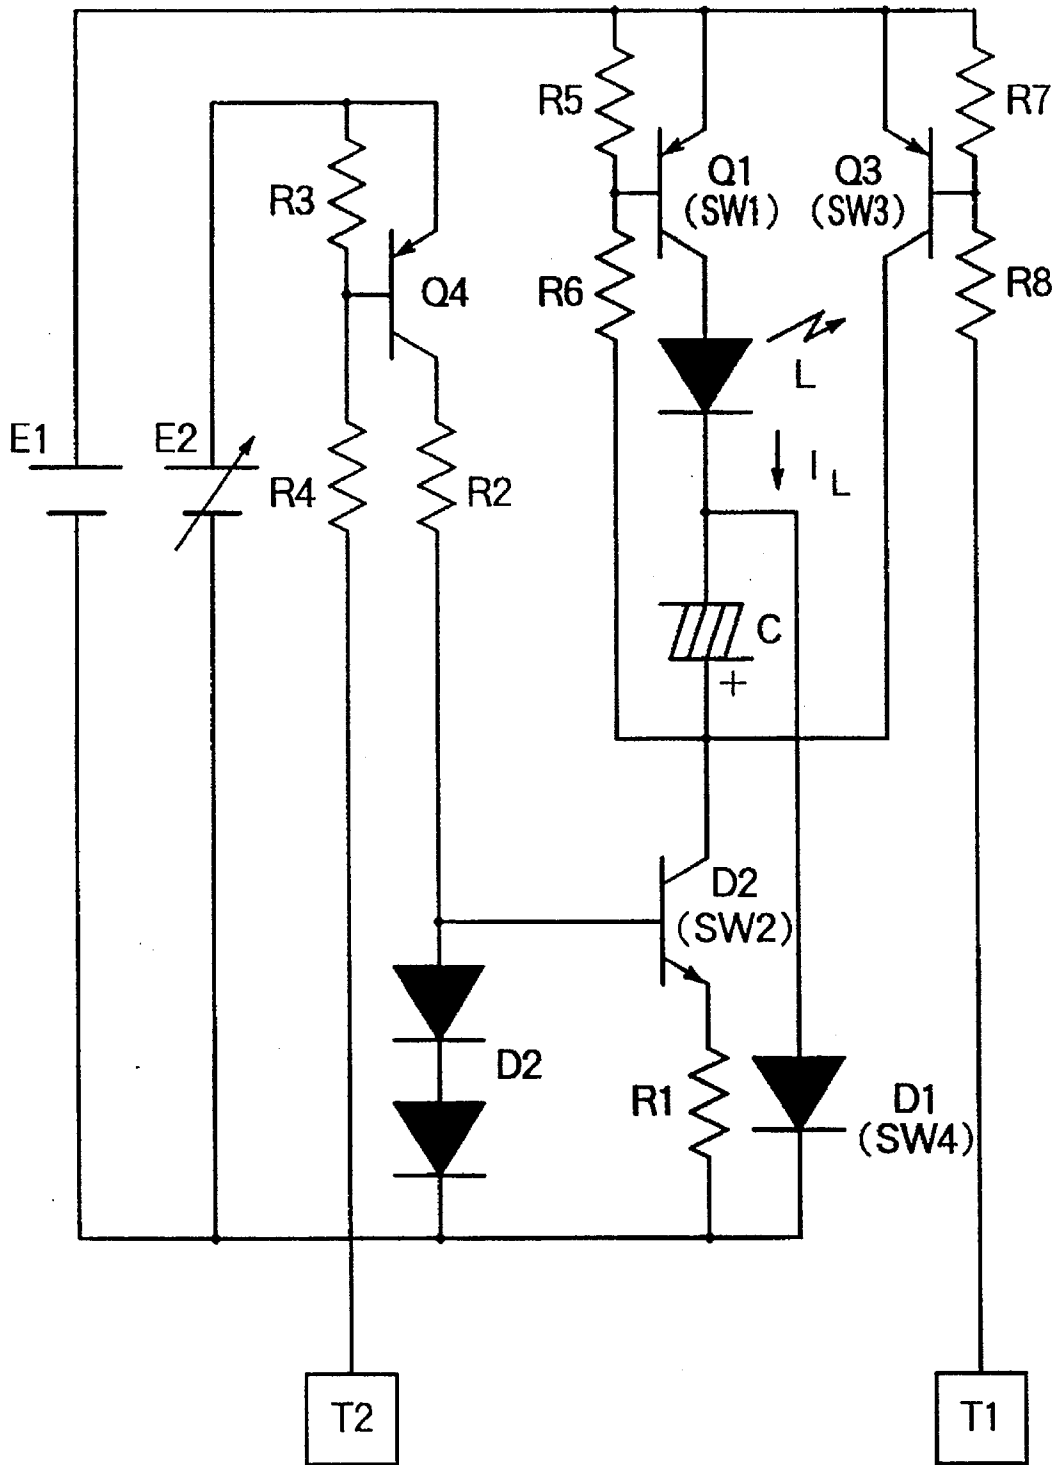 R5
R7
Q1
(SW1)
Q3
(SW3)
R3
Q4
R6
R8
L
E1
E2
R4
R2
I L
C
+
D2
(SW2)
D2
R1
D1
(SW4)
T2
T1